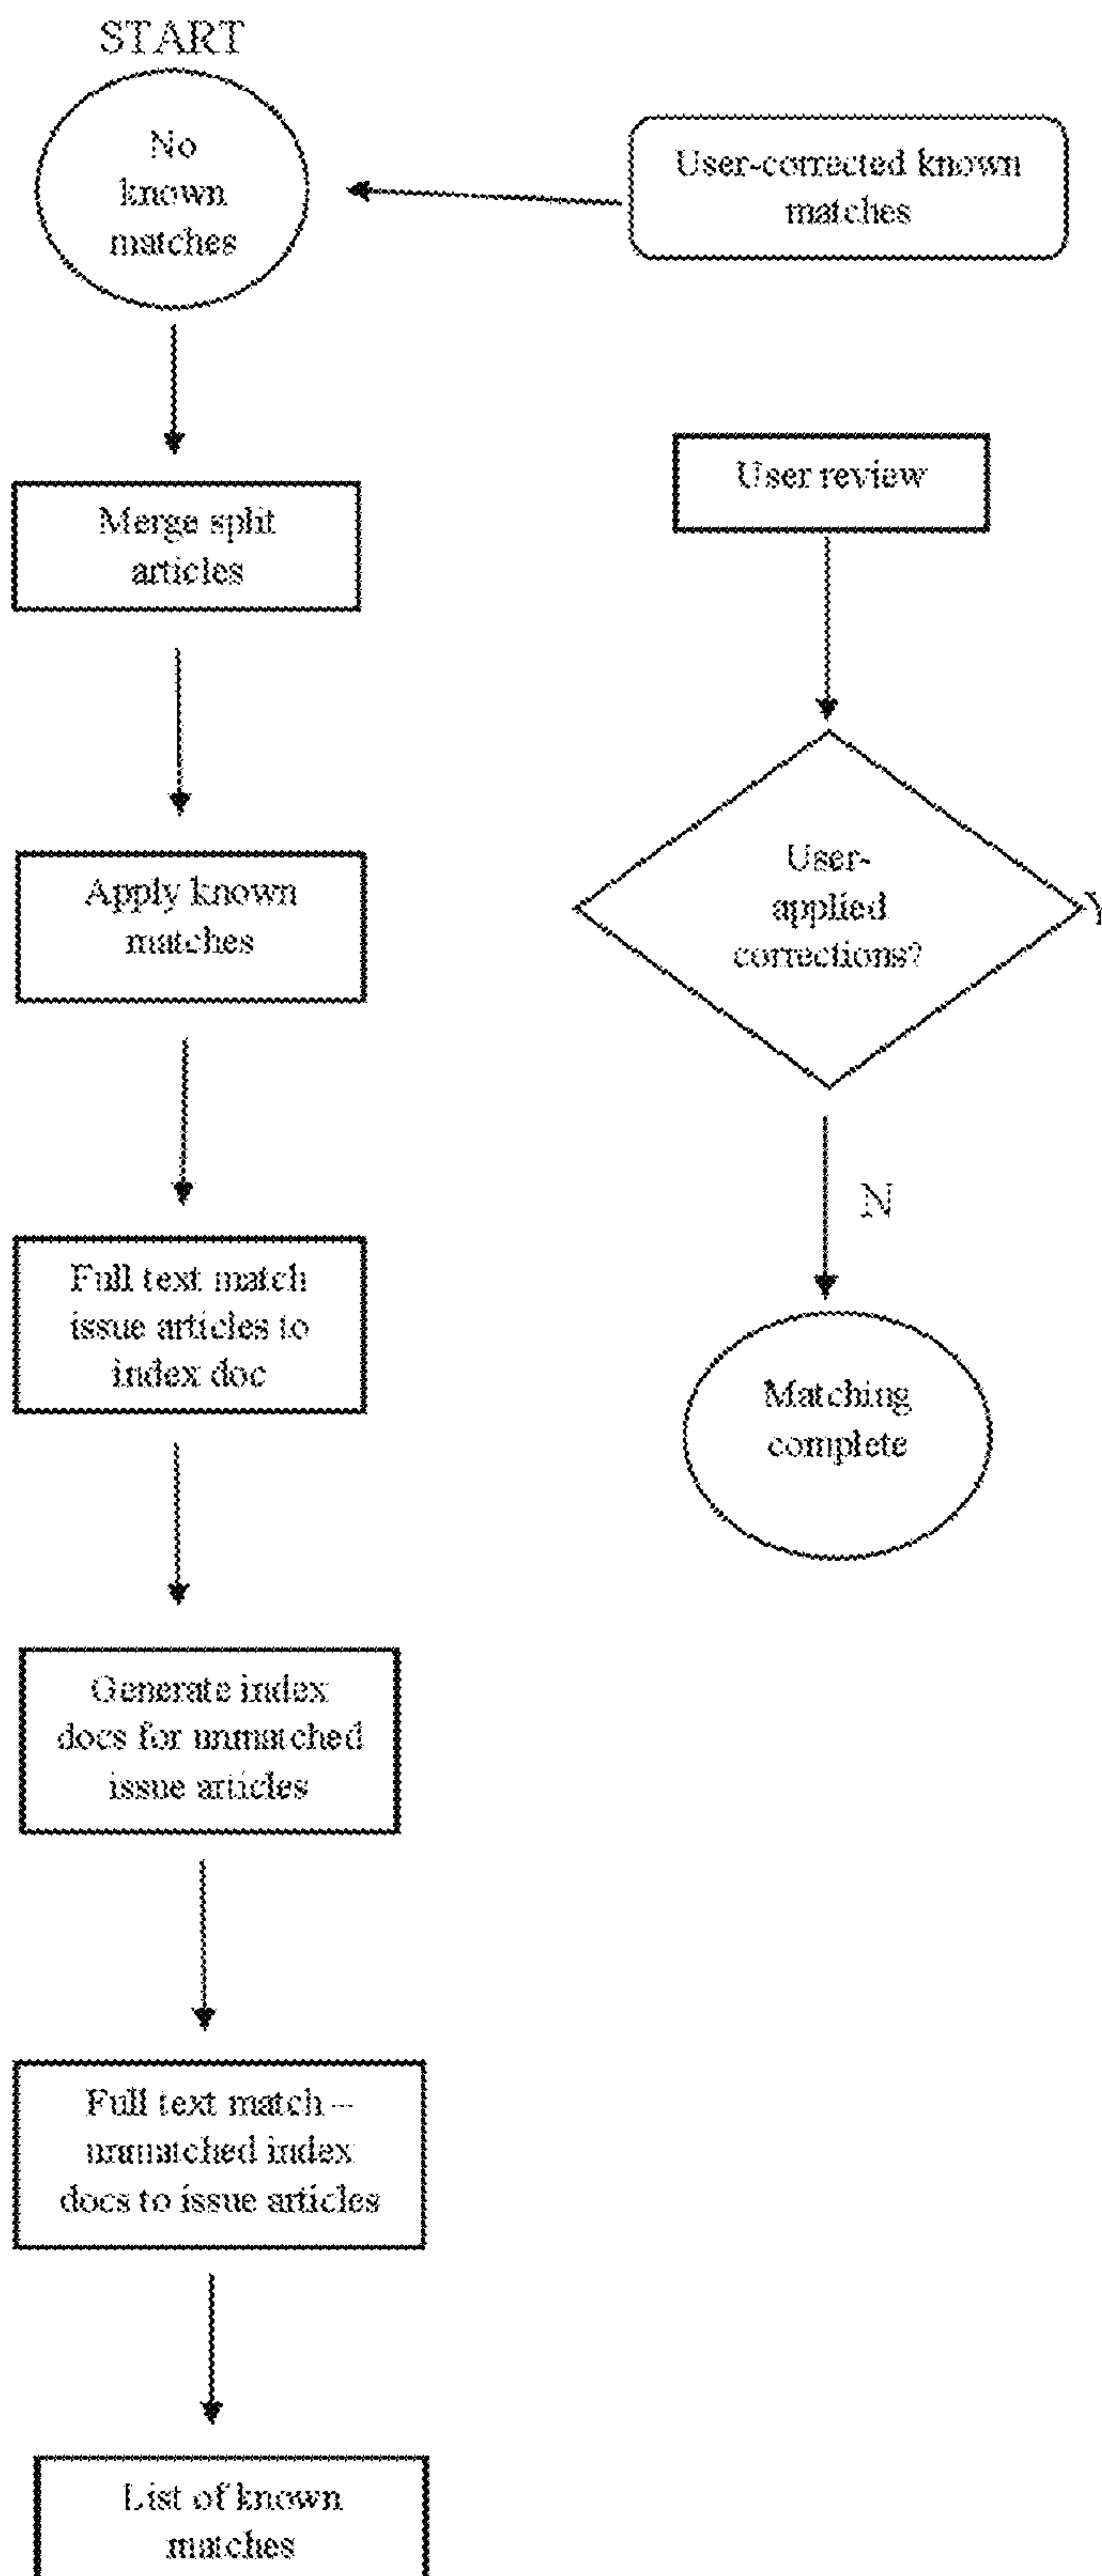 START
No
known
matches
User-corrected known
matches
Merge split
articles
Apply known
matches
Full text match
issue articles to
index doc
Generate index
docs for unmatched
issue articles
Full text match –
unmatched index
docs to issue articles
List of known
matches
User review
User-
applied
corrections?
Y
N
Matching
complete